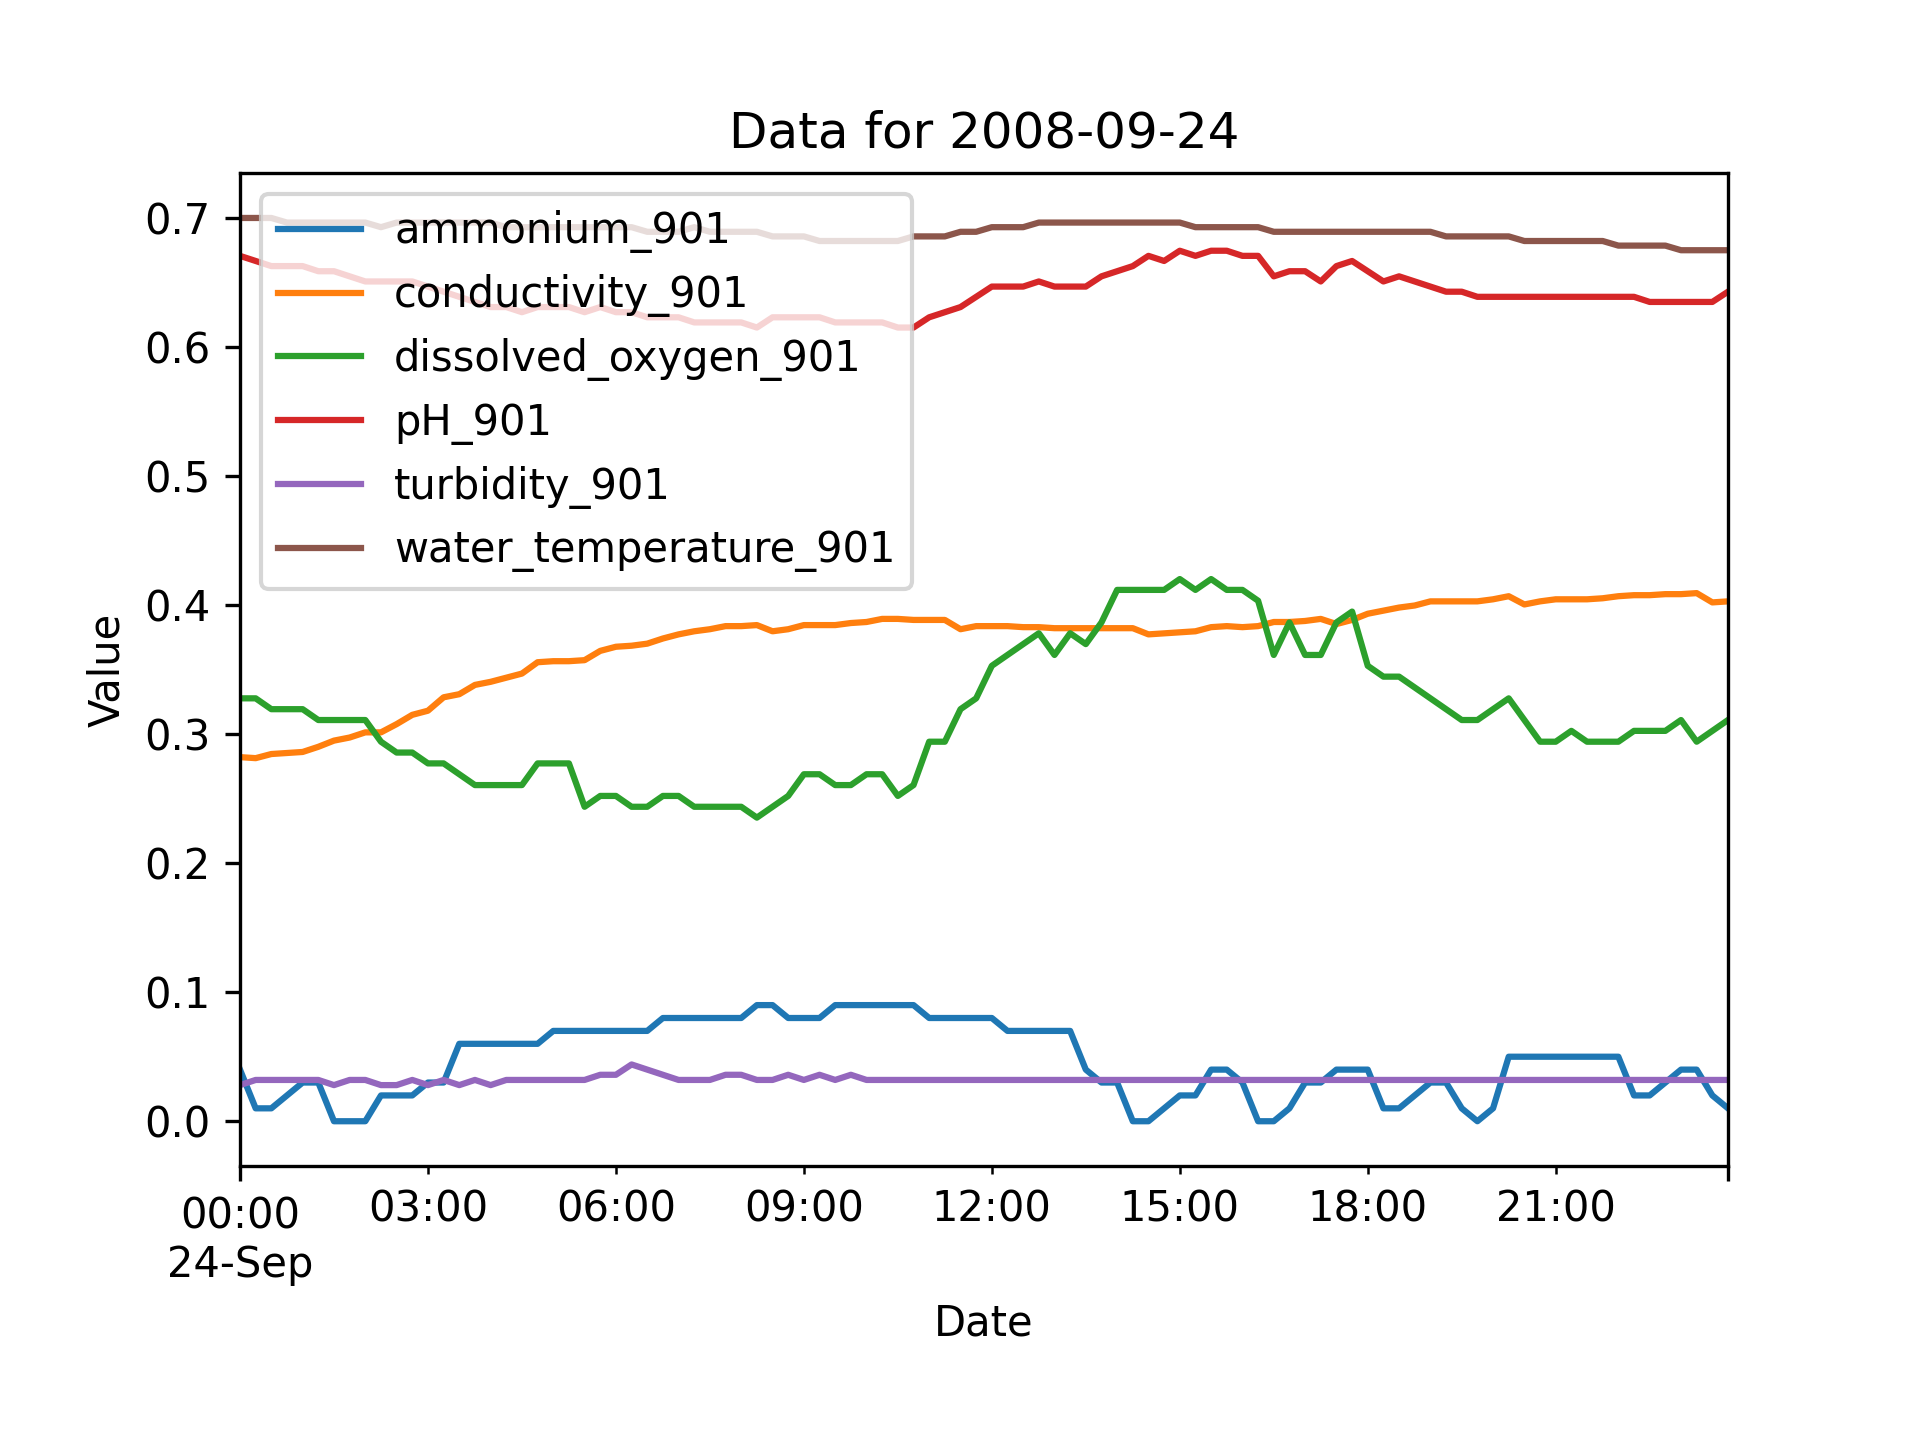 Data for 2008-09-24
0.7
0.6
0.5
0.4
0.3
0.2
0.1
0.0
Value
ammonium_901
conductivity_901
dissolved_oxygen_901
pH_901
turbidity_901
water_temperature_901
00:00 03:00 06:00 09:00 12:00 15:00 18:00 21:00
24-Sep
Date